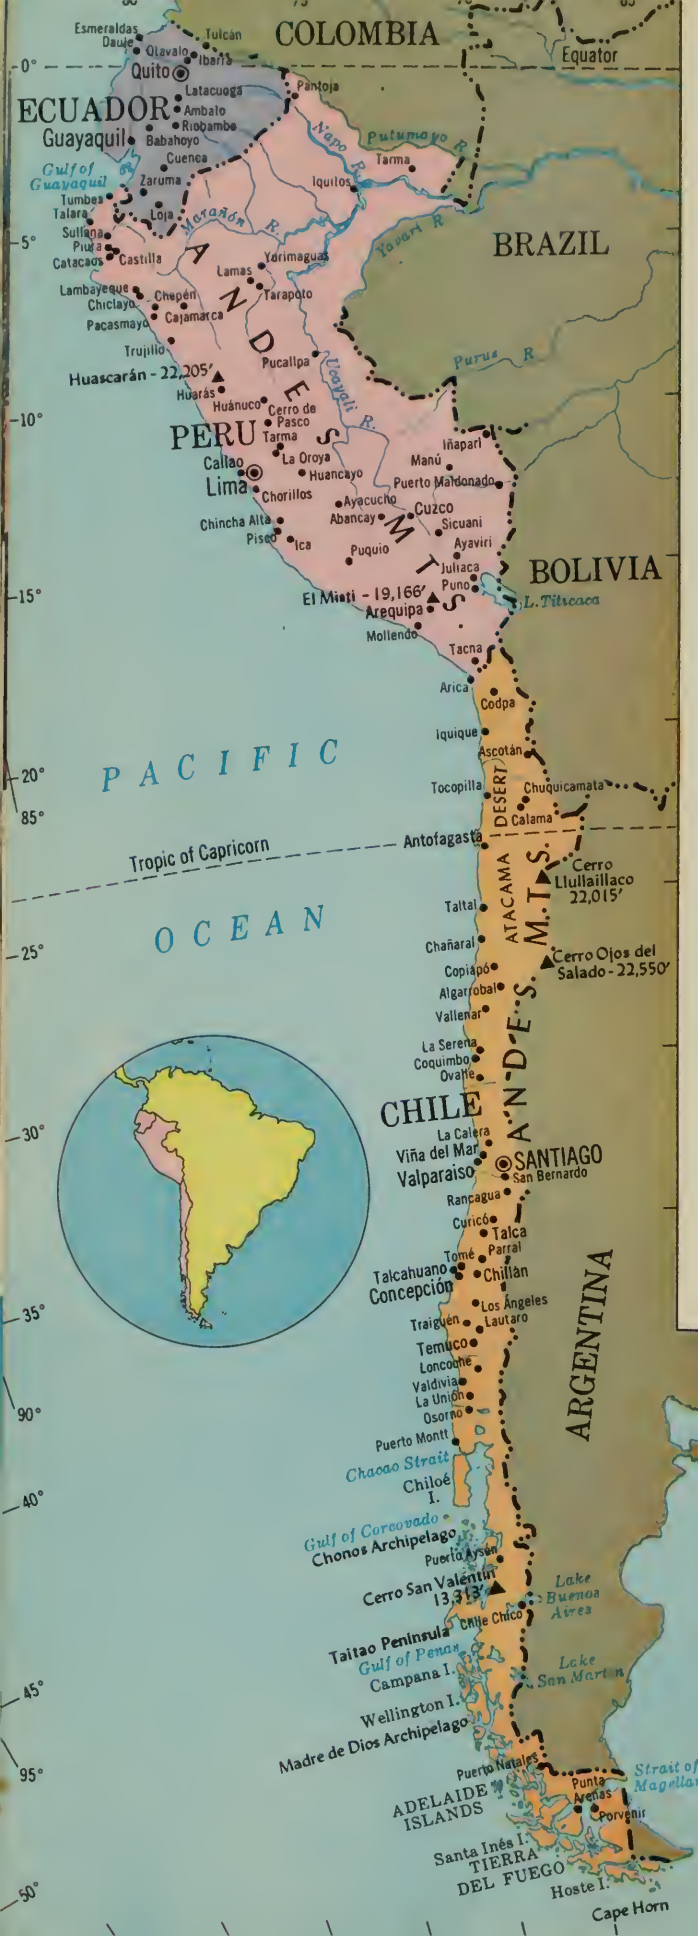 80
75
70
65
Esmeraldas
Tulcán
COLOMBIA
Daule
Otavalo
Ibarra
Equator
0°
Quito
Latacuoga
Pantoja
ECUADOR
Ambato
Riobamba
Guayaquil
Babahoyo
Napo R.
Putumayo R.
Cuenca
Tarma
Gulf of
Guayaquil
Zaruma
Iquitos
Tumbes
Talara
Loja
Marañón R.
Yavari R
Sullana
5°
Piura
BRAZIL
Catacaos
Castilla
Yurimaguas
Lamas
Lambayeque
Chepén
Tarapoto
Chiclayo
Pacasmayo
Cajamarca
Trujillo
Purus R
Pucallpa
Huascarán - 22,205'
Ucayali R.
Huarás
Huánuco
Cerro de
Pasco
10°
ANDES MTS
PERU
Tarma
Iñapari
La Oroya
Manú
Callao
Huancayo
Puerto Maldonado
Lima
Chorillos
Ayacucho
Cuzco
Chincha Alta
Abancay
Sicuani
Pisco
Ica
Puquio
Ayaviri
Juliaca
BOLIVIA
El Misti - 19,166'
Puno
15°
Arequipa
L. Titicaca
Mollendo
Tacna
Arica
Codpa
Iquique
PACIFIC
Ascotán
20°
Tocopilla
Chuquicamata
85°
Calama
Antofagasta
Tropic of Capricorn
ATACAMA DESERT
Cerro
Llullaillaco
22,015'
Taltal
OCEAN
Chañaral
Cerro Ojos del
Salado - 22,550'
25°
Copiapó
Algarrobal
Vallenar
ANDES MTS.
La Serena
Coquimbo
Ovalle
CHILE
30°
La Calera
Viña del Mar
SANTIAGO
Valparaiso
San Bernardo
Rancagua
Curicó
Talca
Tomé
Parral
Talcahuano
Chillán
Concepción
Los Ángeles
35°
Traiguén
Lautaro
Temuco
ARGENTINA
Loncoche
Valdivia
La Unión
90°
Osorno
Puerto Montt
Chacao Strait
Chiloé
I.
40°
Gulf of Corcovado
Chonos Archipelago
Puerto Aysén
Cerro San Valentin
13,313'
Lake
Buenos
Aires
Chile Chico
Taitao Peninsula
Gulf of Penas
Lake
San Martin
Campana I.
45°
Wellington I.
Madre de Dios Archipelago
95°
Puerto Natales
Strait of
Punta
Arenas
ADELAIDE
ISLANDS
Porvenir
Santa Inés I.
TIERRA
DEL FUEGO
50°
Hoste I.
Cape Horn